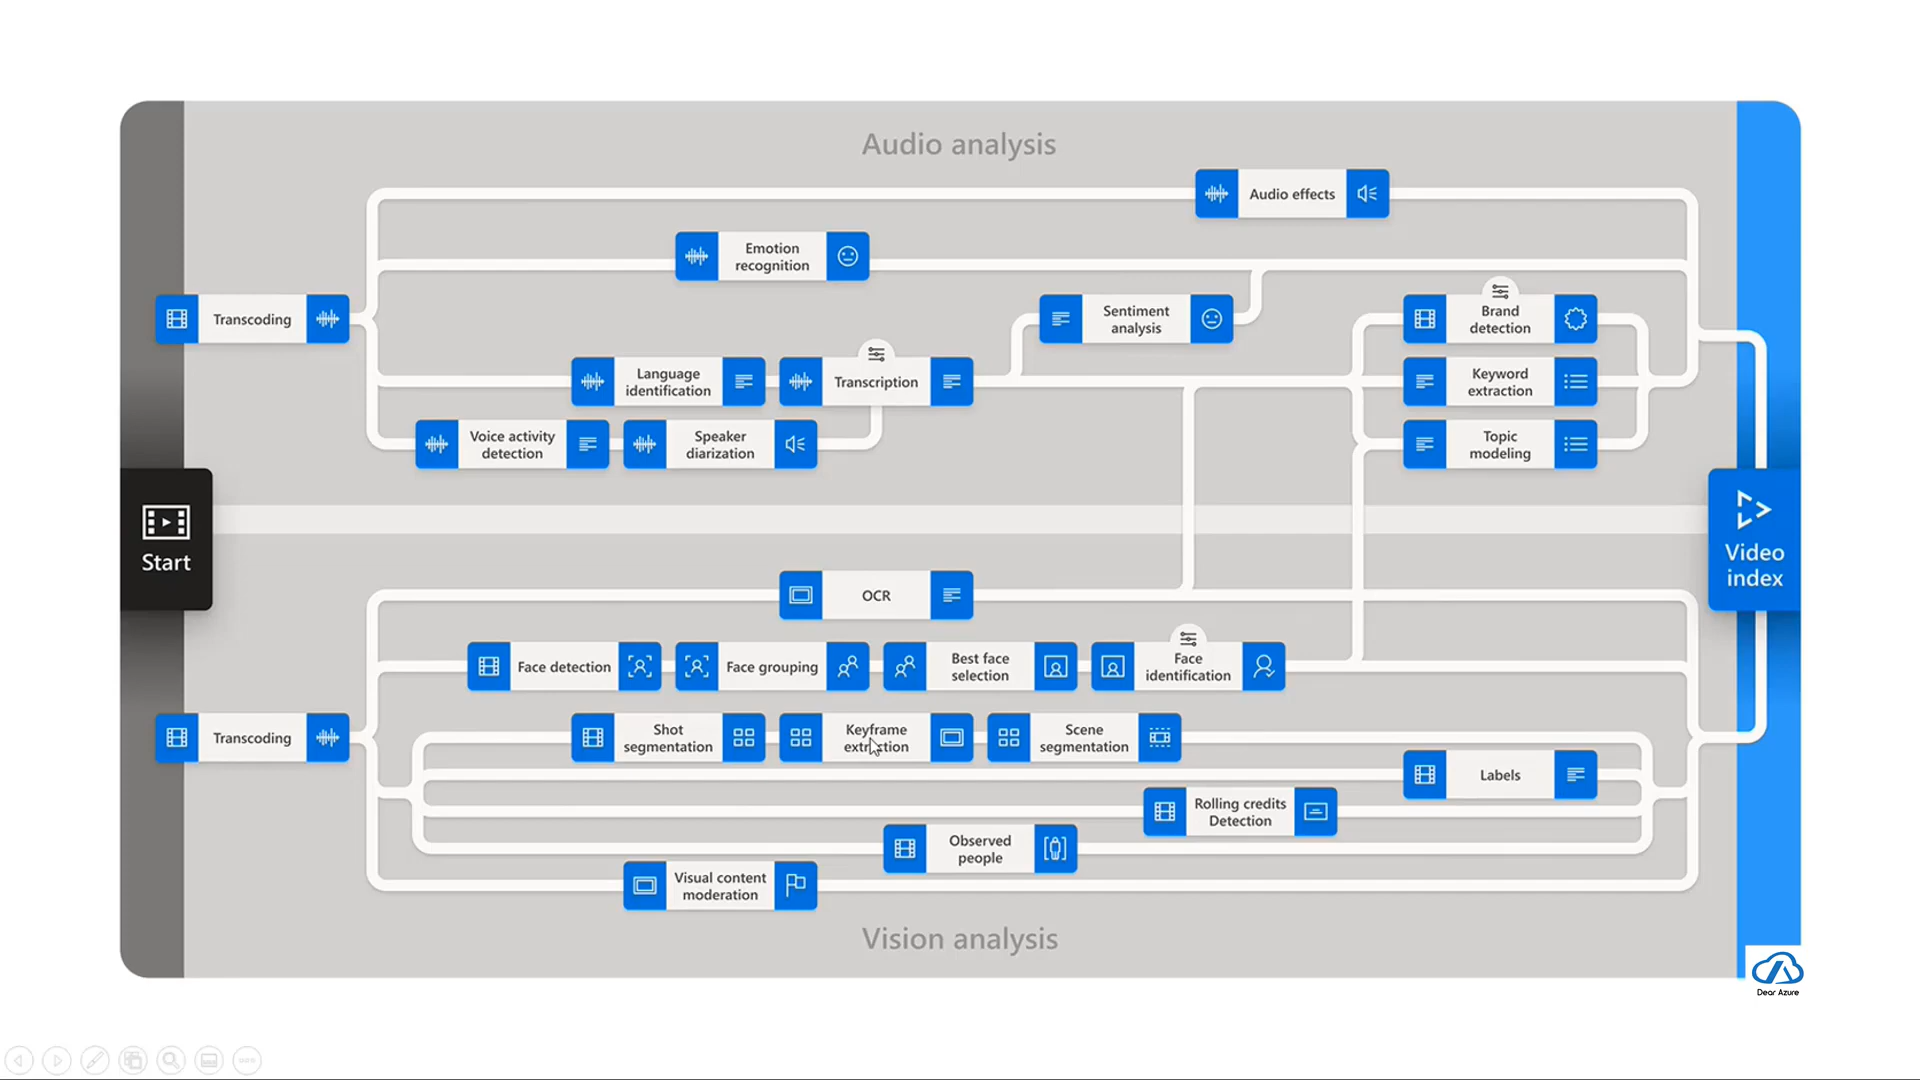 Audio analysis
Audio effects
Emotion
recognition
Transcoding
Sentiment
analysis
Brand
detection
Language
identification
Transcription
Keyword
extraction
Voice activity
detection
Speaker
diarization
Topic
modeling
Start
Video
index
OCR
Face detection
Face grouping
Best face
selection
Face
identification
Transcoding
Shot
segmentation
Keyframe
extraction
Scene
segmentation
Labels
Rolling credits
Detection
Observed
people
Visual content
moderation
Vision analysis
Dear Azure